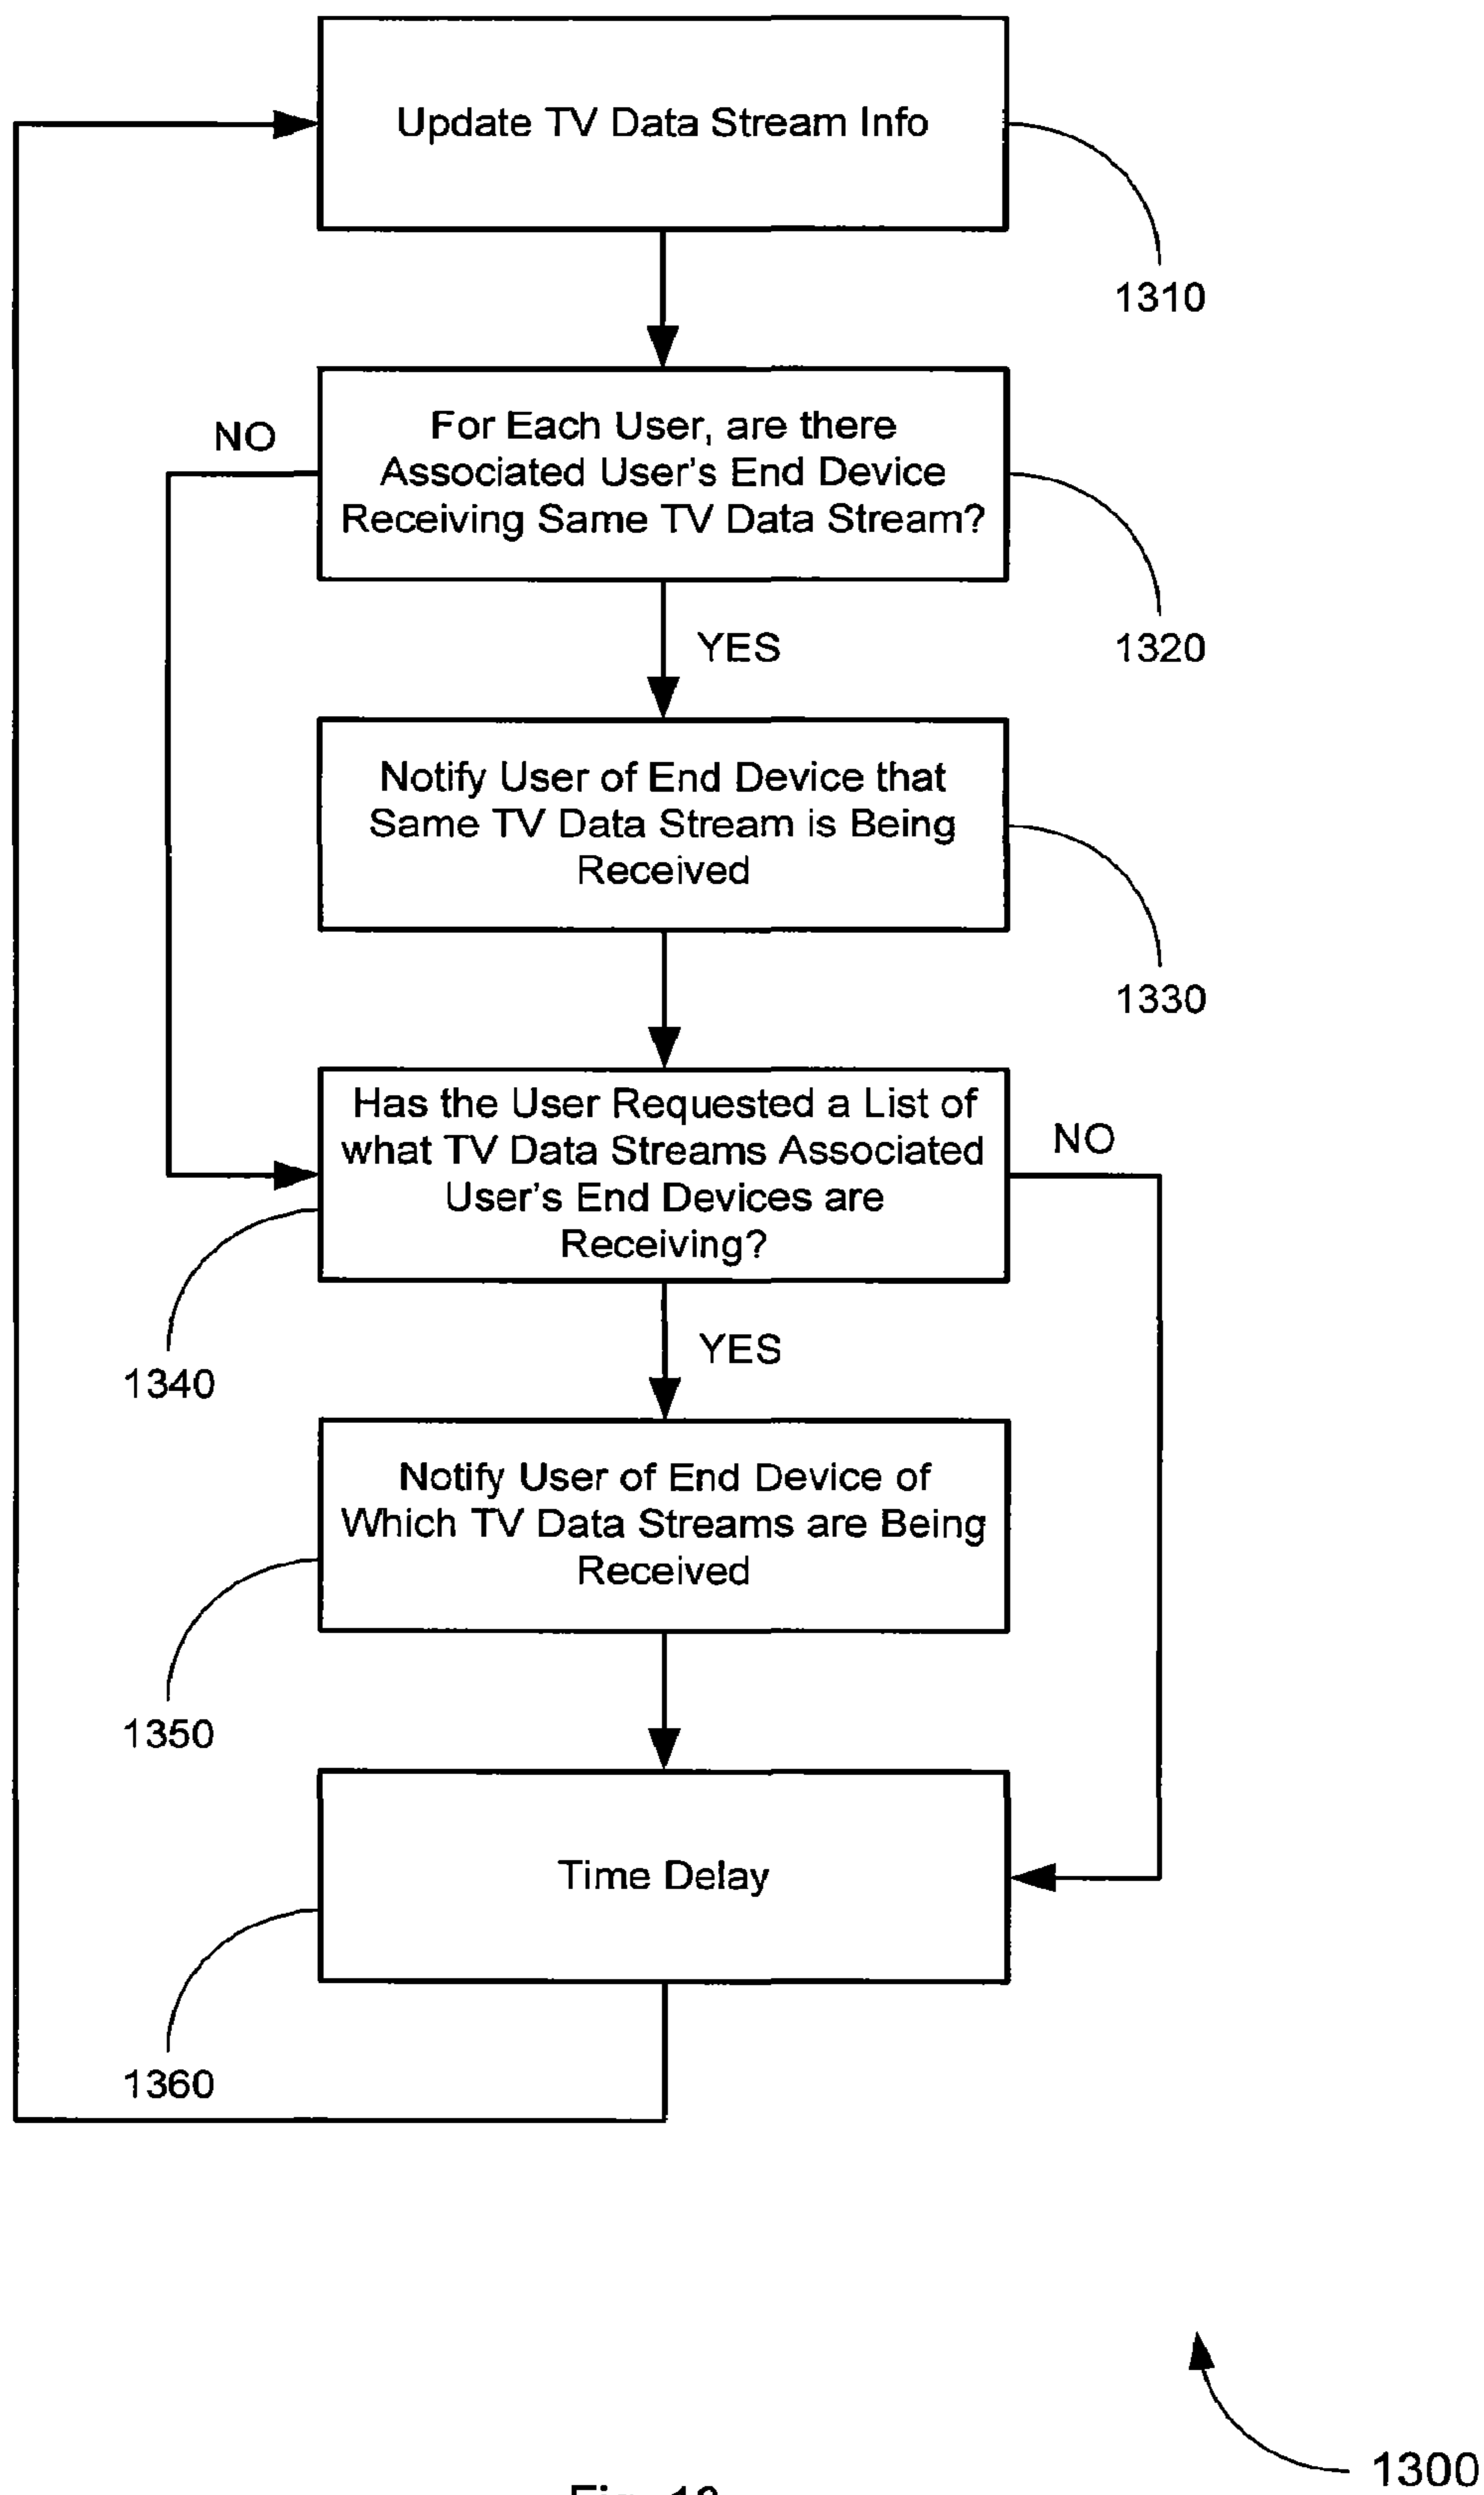 Update TV Data Stream Info
1310
For Each User, are there
Associated User's End Device
Receiving Same TV Data Stream?
NO
1320
YES
Notify User of End Device that
Same TV Data Stream is Being
Received
1330
Has the User Requested a List of
what TV Data Streams Associated
User's End Devices are
Receiving?
NO
1340
YES
Notify User of End Device of
Which TV Data Streams are Being
Received
1350
Time Delay
1360
1300